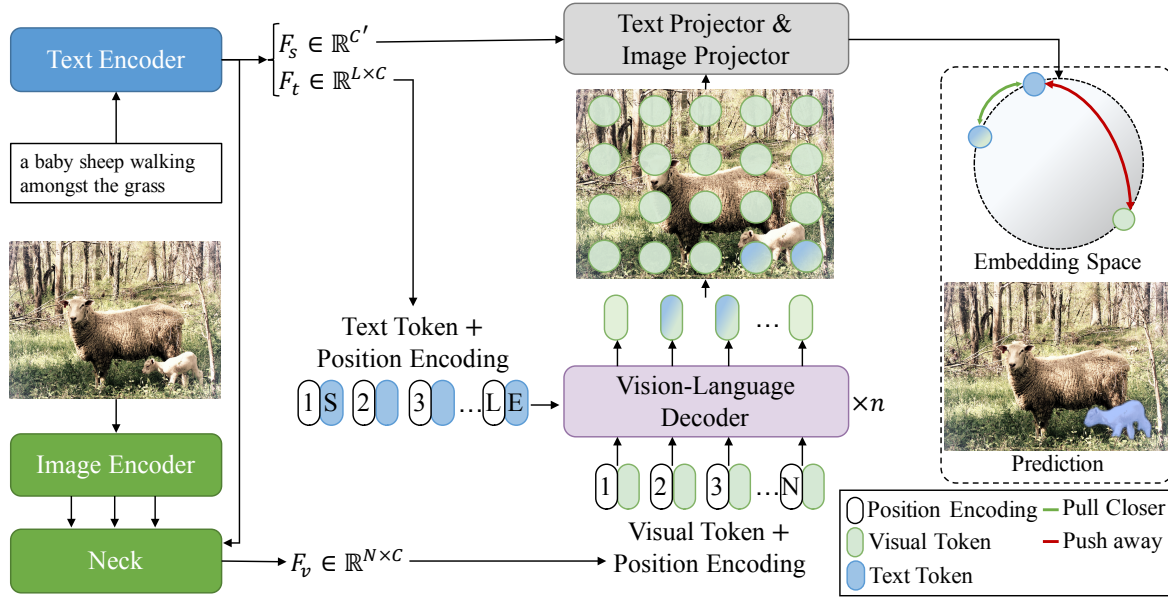 Text Encoder
F_s ∈ ℝ^{C′}
F_t ∈ ℝ^{L×C}
a baby sheep walking
amongst the grass
Image Encoder
Neck
F_v ∈ ℝ^{N×C}
Text Token +
Position Encoding
1 S 2 3 ... L E
Text Projector &
Image Projector
...
Vision-Language
Decoder
×n
1 2 3 ... N
Visual Token +
Position Encoding
Embedding Space
Prediction
Position Encoding
Pull Closer
Visual Token
Push away
Text Token